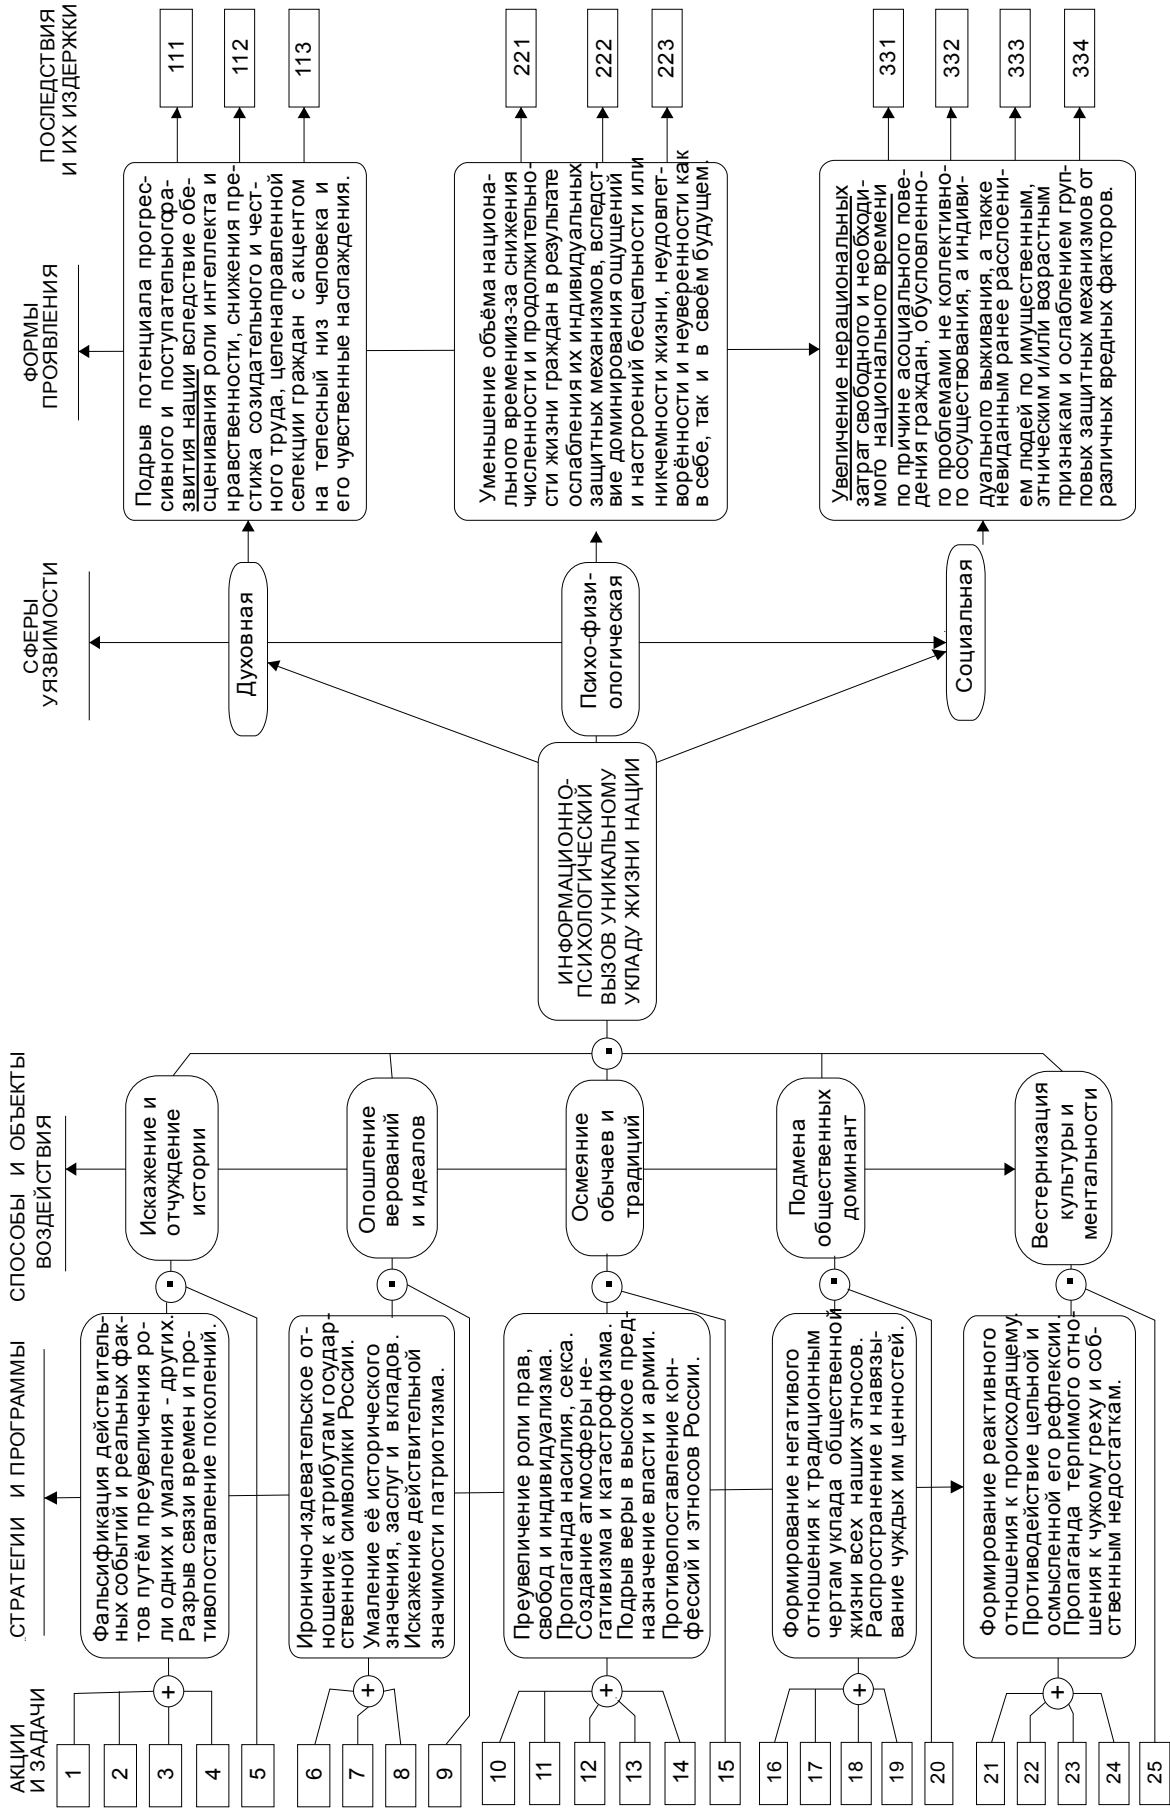 АКЦИИ
И ЗАДАЧИ
СТРАТЕГИИ И ПРОГРАММЫ
СПОСОБЫ И ОБЪЕКТЫ
ВОЗДЕЙСТВИЯ
СФЕРЫ
УЯЗВИМОСТИ
ФОРМЫ
ПРОЯВЛЕНИЯ
ПОСЛЕДСТВИЯ
И ИХ ИЗДЕРЖКИ
1
2
3
4
5
+
Фальсификация действитель-
ных событий и реальных фак-
тов путём преувеличения ро-
ли одних и умаления - других.
Разрыв связи времен и про-
тивопоставление поколений.
Искажение и
отчуждение
истории
6
7
8
9
+
Иронично-издевательское от-
ношение к атрибутам государ-
ственной символики России.
Умаление её исторического
значения, заслуг и вкладов.
Искажение действительной
значимости патриотизма.
Опошление
верований
и идеалов
10
11
12
13
14
15
+
Преувеличение роли прав,
свобод и индивидуализма.
Пропаганда насилия, секса.
Создание атмосферы не-
гативизма и катастрофизма.
Подрыв веры в высокое пред-
назначение власти и армии.
Противопоставление кон-
фессий и этносов России.
Осмеяние
обычаев и
традиций
16
17
18
19
20
+
Формирование негативого
отношения к традиционным
чертам уклада общественной
жизни всех наших этносов.
Распространение и навязы-
вание чуждых им ценностей.
Подмена
общественных
доминант
21
22
23
24
25
+
Формирование реактивного
отношения к происходящему.
Противодействие цельной и
осмысленной его рефлексии.
Пропаганда терпимого отно-
шения к чужому греху и соб-
ственным недостаткам.
Вестернизация
культуры и
ментальности
ИНФОРМАЦИОННО-
ПСИХОЛОГИЧЕСКИЙ
ВЫЗОВ УНИКАЛЬНОМУ
УКЛАДУ ЖИЗНИ НАЦИИ
Духовная
Подрыв потенциала прогрес-
сивного и поступательногора-
звития нации вследствие обе-
сценивания роли интеллекта и
нравственности, снижения пре-
стижа созидательного и чест-
ного труда, целенаправленной
селекции граждан с акцентом
на телесный низ человека и
его чувственные наслаждения.
111
112
113
Психо-физи-
ологическая
Уменьшение объёма национа-
льного времениз-за снижения
численности и продолжительно-
сти жизни граждан в результате
ослабления их индивидуальных
защитных механизмов, вследст-
вие доминирования ощущений
и настроений бесцельности или
никчемности жизни, неудовлет-
ворённости и неуверенности как
в себе, так и в своём будущем.
221
222
223
Социальная
Увеличение нерациональных
затрат свободного и необходи-
мого национального времени
по причине асоциального пове-
дения граждан, обусловленно-
го проблемами не коллективно-
го сосуществования, а индиви-
дуального выживания, а также
невиданным ранее расслоени-
ем людей по имущественным,
этническим и/или возрастным
признакам и ослаблением груп-
повых защитных механизмов от
различных вредных факторов.
331
332
333
334